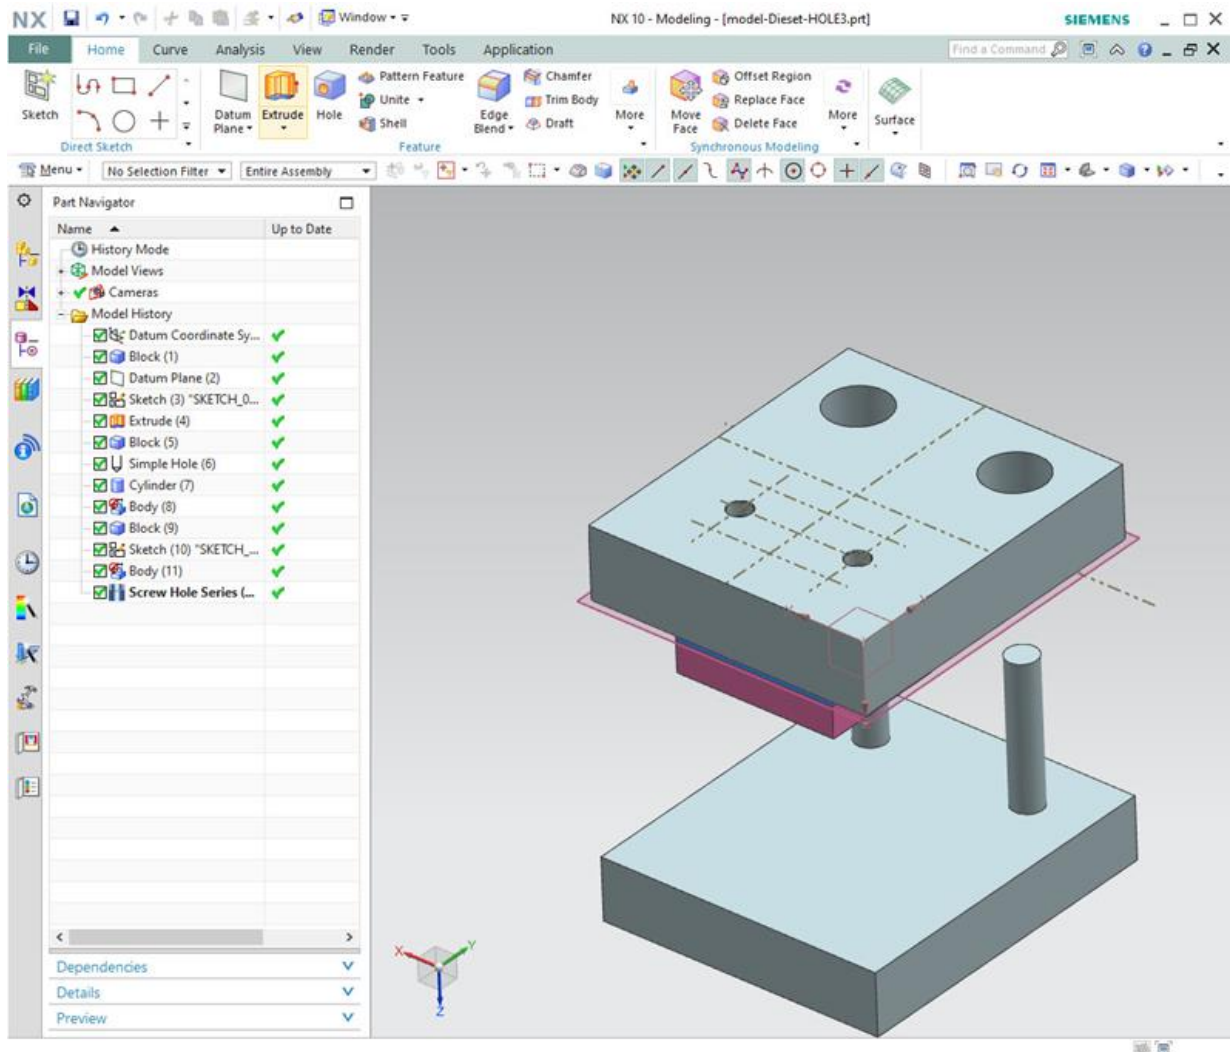 NX Window NX 10 - Modeling - [model-Dieset-HOLE3.prt] SIEMENS
File Home Curve Analysis View Render Tools Application Find a Command
Sketch
Direct Sketch
Datum Plane
Extrude
Hole
Pattern Feature
Unite
Shell
Edge Blend
Chamfer
Trim Body
Draft
More
Feature
Move Face
Offset Region
Replace Face
Delete Face
More
Synchronous Modeling
Surface
Menu No Selection Filter Entire Assembly
Part Navigator
Name Up to Date
History Mode
Model Views
Cameras
Model History
Datum Coordinate Sy...
Block (1)
Datum Plane (2)
Sketch (3) "SKETCH_0...
Extrude (4)
Block (5)
Simple Hole (6)
Cylinder (7)
Body (8)
Block (9)
Sketch (10) "SKETCH_...
Body (11)
Screw Hole Series (...
Dependencies
Details
Preview
X Y
Z